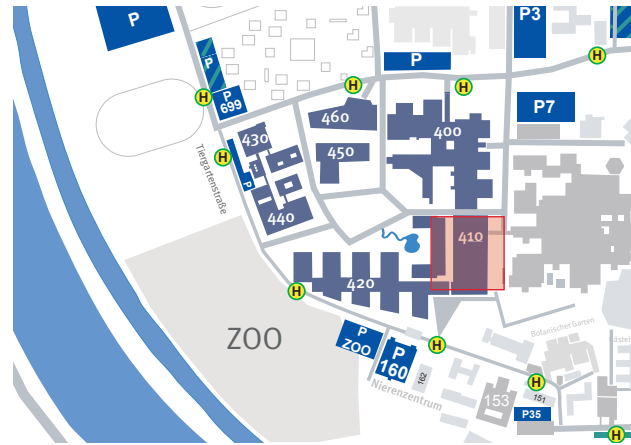 P
P3
H
P
H
P
H
H
P
699
P7
460
430
400
H
450
P
Tiergartenstraße
440
410
420
H
ZOO
P
ZOO
P
160
H
Botanischer Garten
162
Nierenzentrum
H
153
151
P35
H